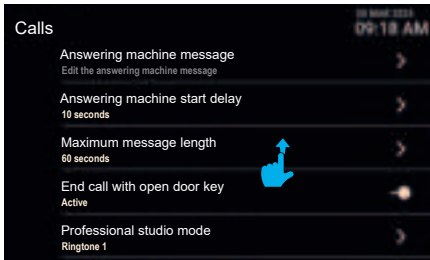 Calls
09:18 AM
Answering machine message
Edit the answering machine message
Answering machine start delay
10 seconds
Maximum message length
60 seconds
End call with open door key
Active
Professional studio mode
Ringtone 1